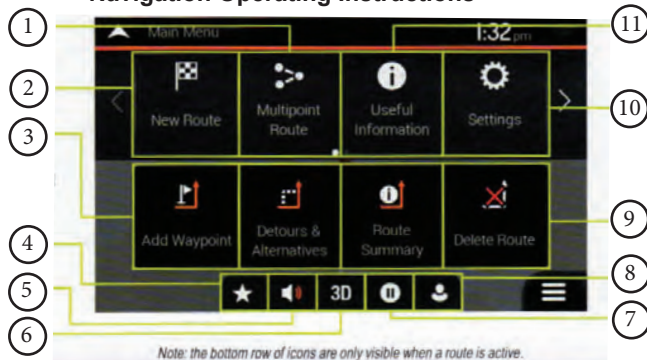 Navigation Operating Instructions
1
11
Main Menu
1:32 pm
2
New Route
Multipoint
Route
Useful
Information
Settings
10
3
Add Waypoint
Detours &
Alternatives
Route
Summary
Delete Route
9
4
3D
8
5
7
6
Note: the bottom row of icons are only visible when a route is active.